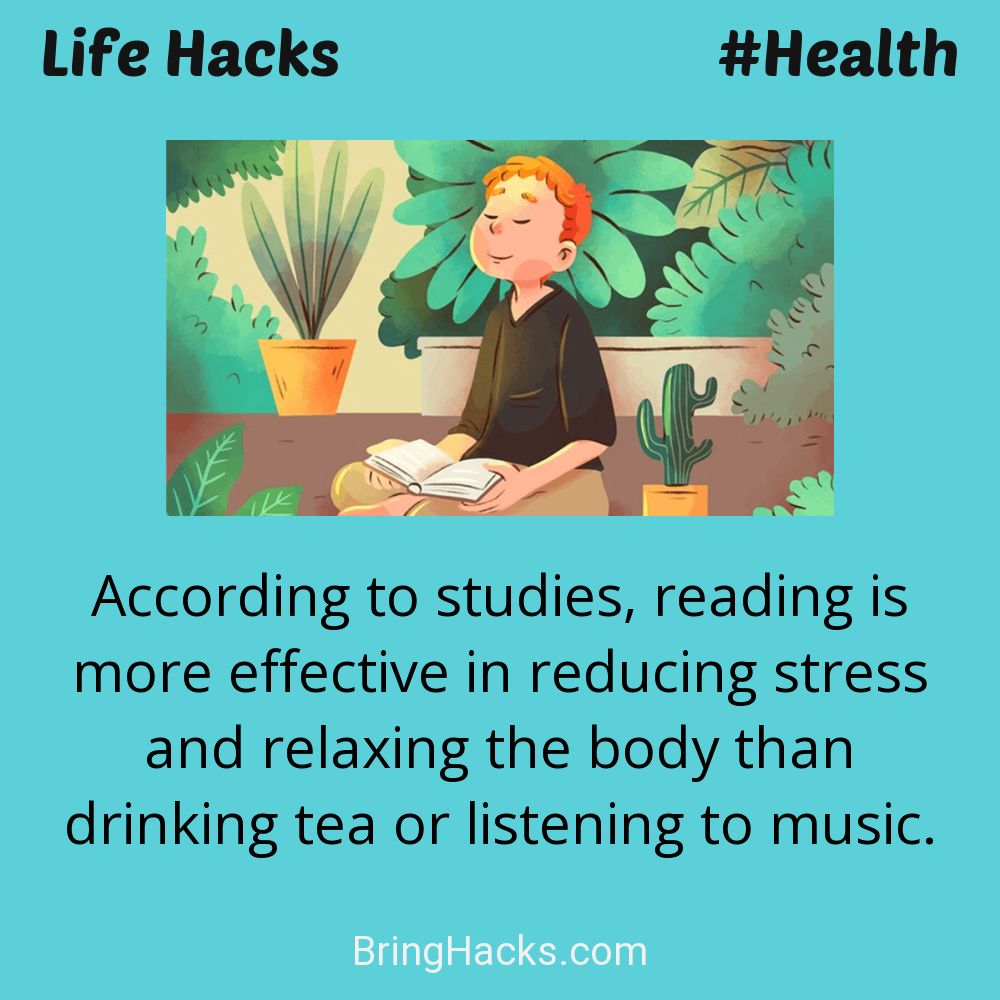 Life Hacks #Health
According to studies, reading is
more effective in reducing stress
and relaxing the body than
drinking tea or listening to music.
BringHacks.com